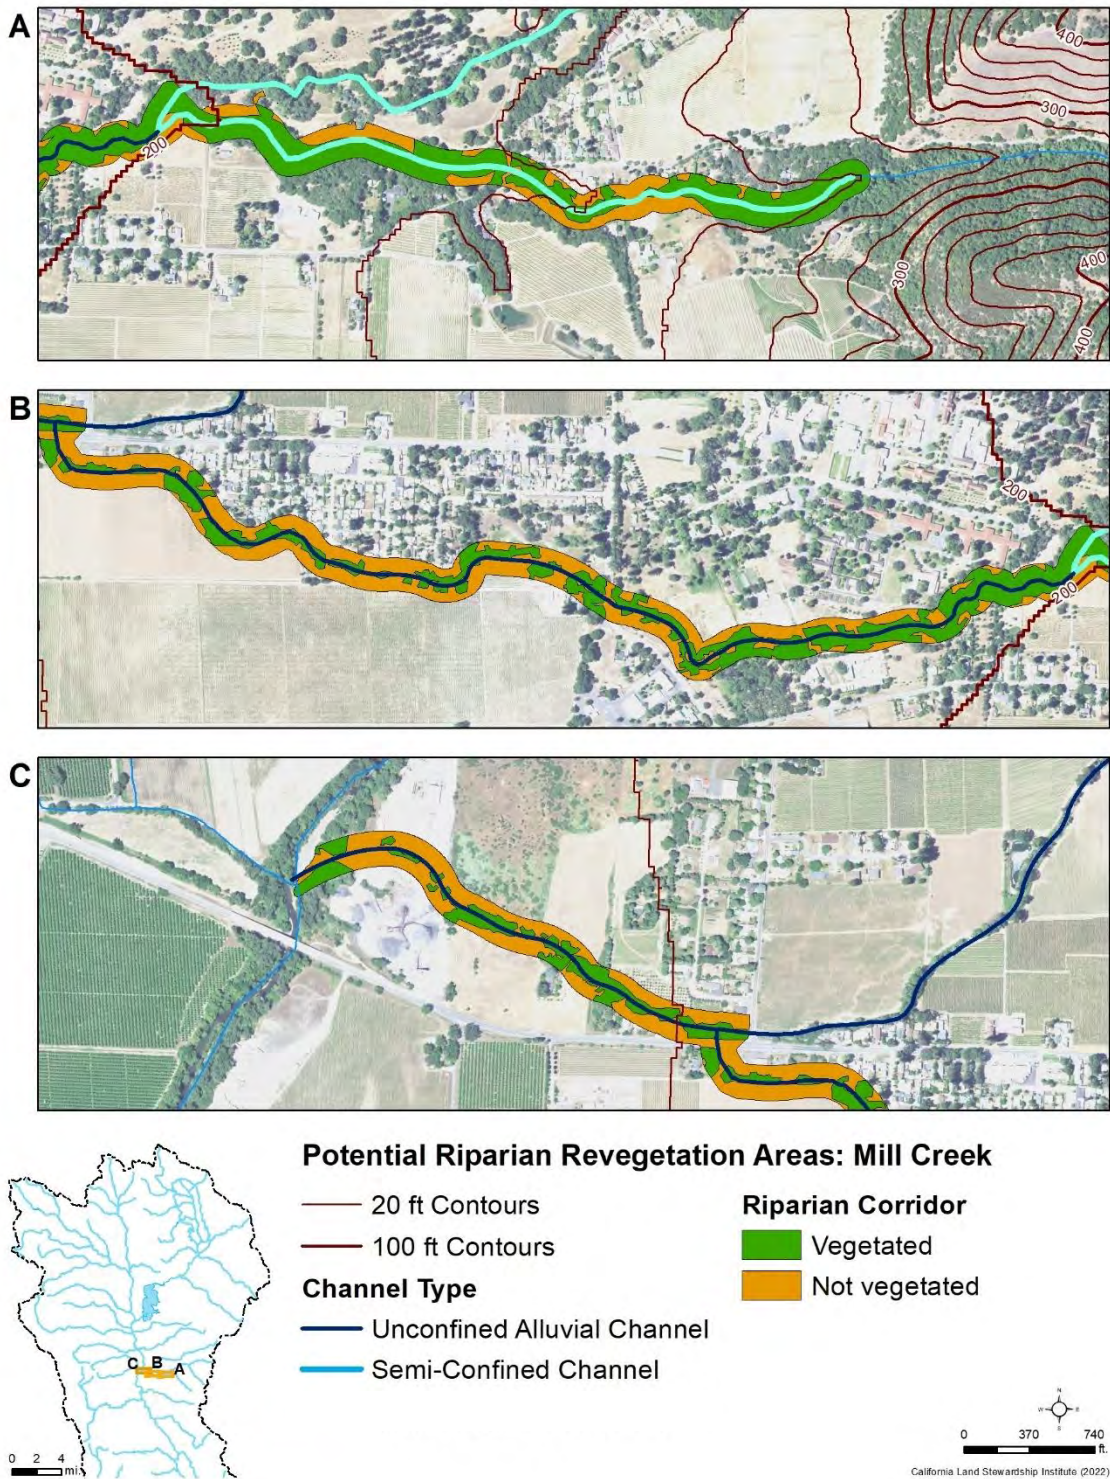 A
400
300
200
300
400
400
B
200
200
C
Potential Riparian Revegetation Areas: Mill Creek
20 ft Contours
100 ft Contours
Channel Type
Unconfined Alluvial Channel
Semi-Confined Channel
Riparian Corridor
Vegetated
Not vegetated
C B A
0 2 4
mi.
N
W E
S
0 370 740
ft.
California Land Stewardship Institute (2022)